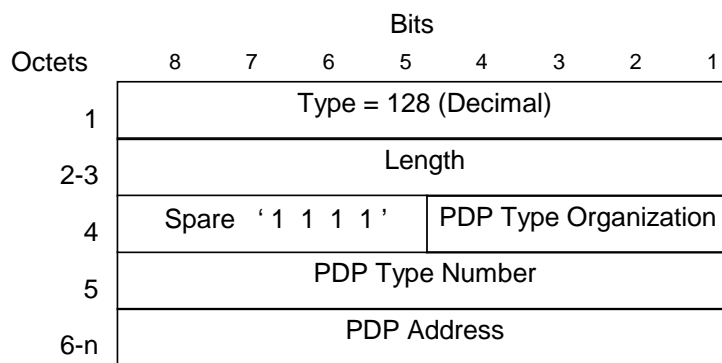 Bits
Octets 8 7 6 5 4 3 2 1
1 Type = 128 (Decimal)
2-3 Length
4 Spare ‘ 1 1 1 1 ’ PDP Type Organization
5 PDP Type Number
6-n PDP Address